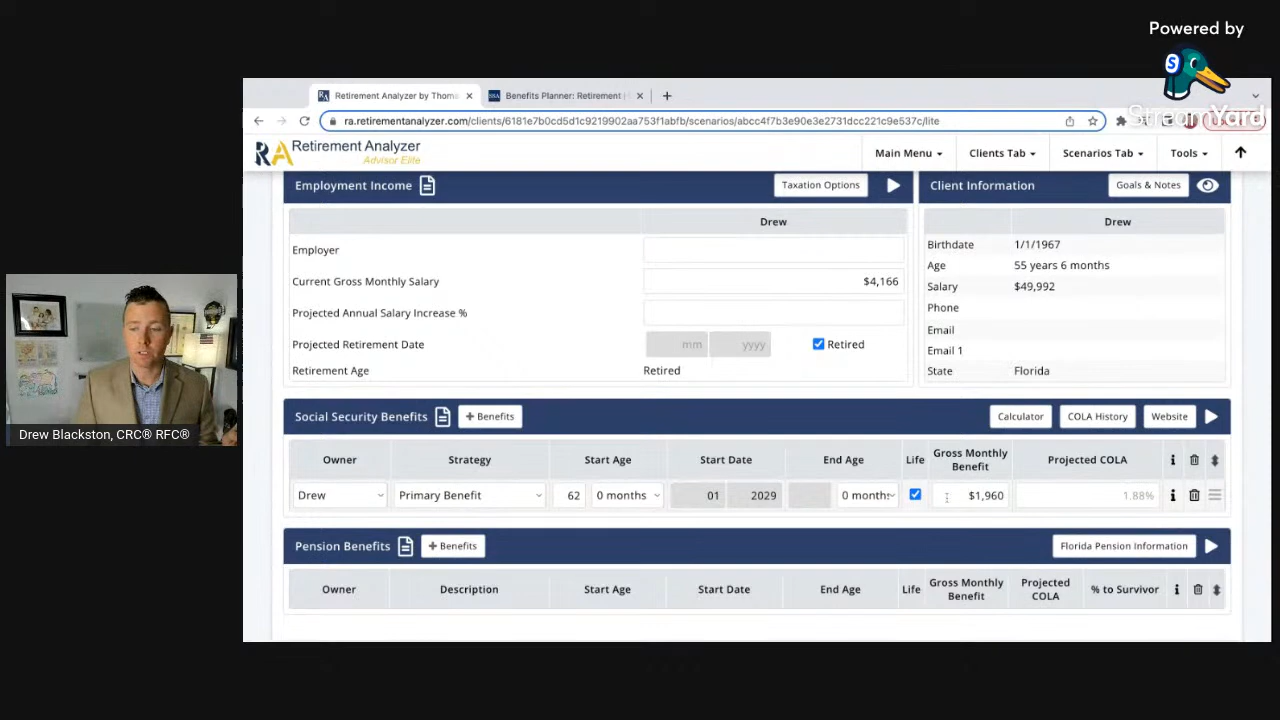 Powered by
S
StreamYard
RA Retirement Analyzer by Thoma
SSA Benefits Planner: Retirement |
ra.retirementanalyzer.com/clients/6181e7b0cd5d1c9219902aa753f1abfb/scenarios/abcc4f7b3e90e3e2731dcc221c9e537c/lite
RA Retirement Analyzer
Advisor Elite
Main Menu
Clients Tab
Scenarios Tab
Tools
Employment Income
Taxation Options
Drew
Employer
Current Gross Monthly Salary $4,166
Projected Annual Salary Increase %
Projected Retirement Date mm yyyy Retired
Retirement Age Retired
Client Information
Goals & Notes
Drew
Birthdate 1/1/1967
Age 55 years 6 months
Salary $49,992
Phone
Email
Email 1
State Florida
Drew Blackston, CRC® RFC®
Social Security Benefits
+ Benefits
Calculator
COLA History
Website
Owner Strategy Start Age Start Date End Age Life Gross Monthly Benefit Projected COLA i
Drew Primary Benefit 62 0 months 01 2029 0 months $1,960 1.88% i
Pension Benefits
+ Benefits
Florida Pension Information
Owner Description Start Age Start Date End Age Life Gross Monthly Benefit Projected COLA % to Survivor i